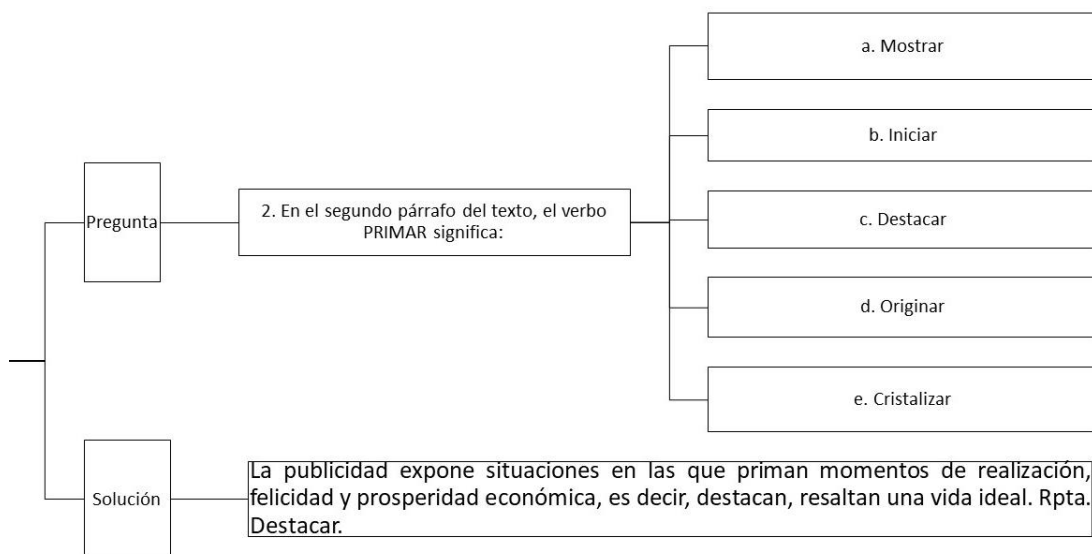 Pregunta
2. En el segundo párrafo del texto, el verbo
PRIMAR significa:
a. Mostrar
b. Iniciar
c. Destacar
d. Originar
e. Cristalizar
Solución
La publicidad expone situaciones en las que priman momentos de realización,
felicidad y prosperidad económica, es decir, destacan, resaltan una vida ideal. Rpta.
Destacar.